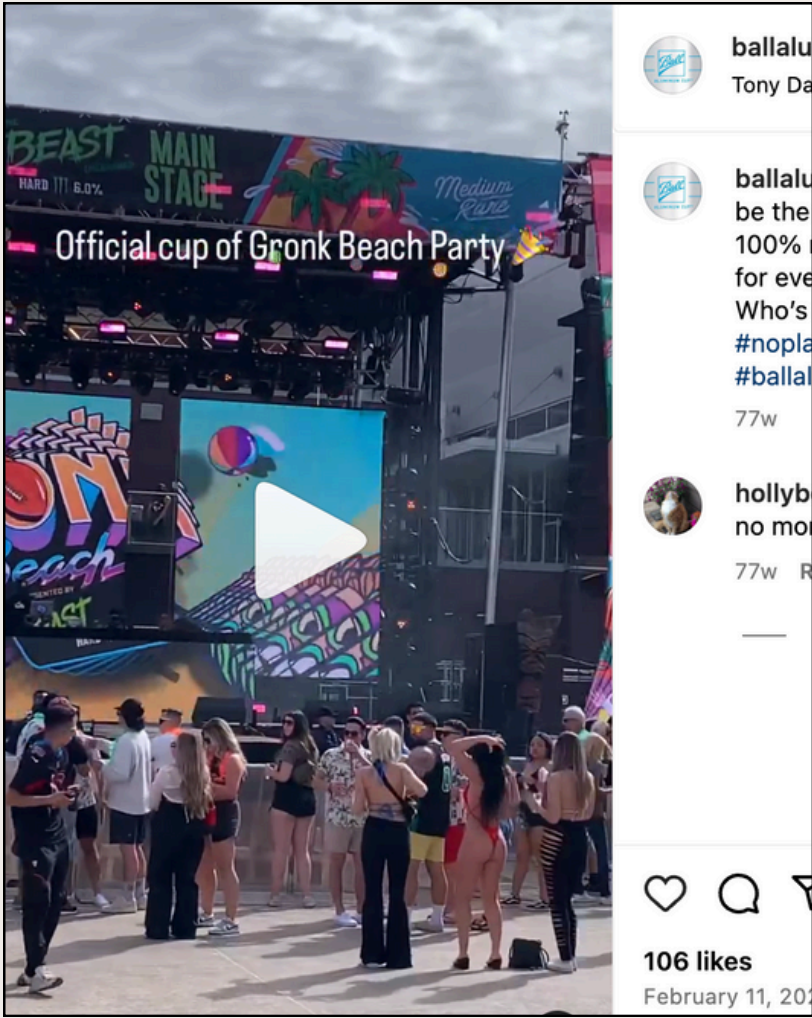 BEAST
HARD 6.0%
MAIN
STAGE
Medium
Rare
Official cup of Gronk Beach Party 🎉
Beach
ballalu
Tony Da
ballalu
be the
100%
for eve
Who's
#nopla
#ballal
77w
hollyb
no mor
77w R
106 likes
February 11, 202